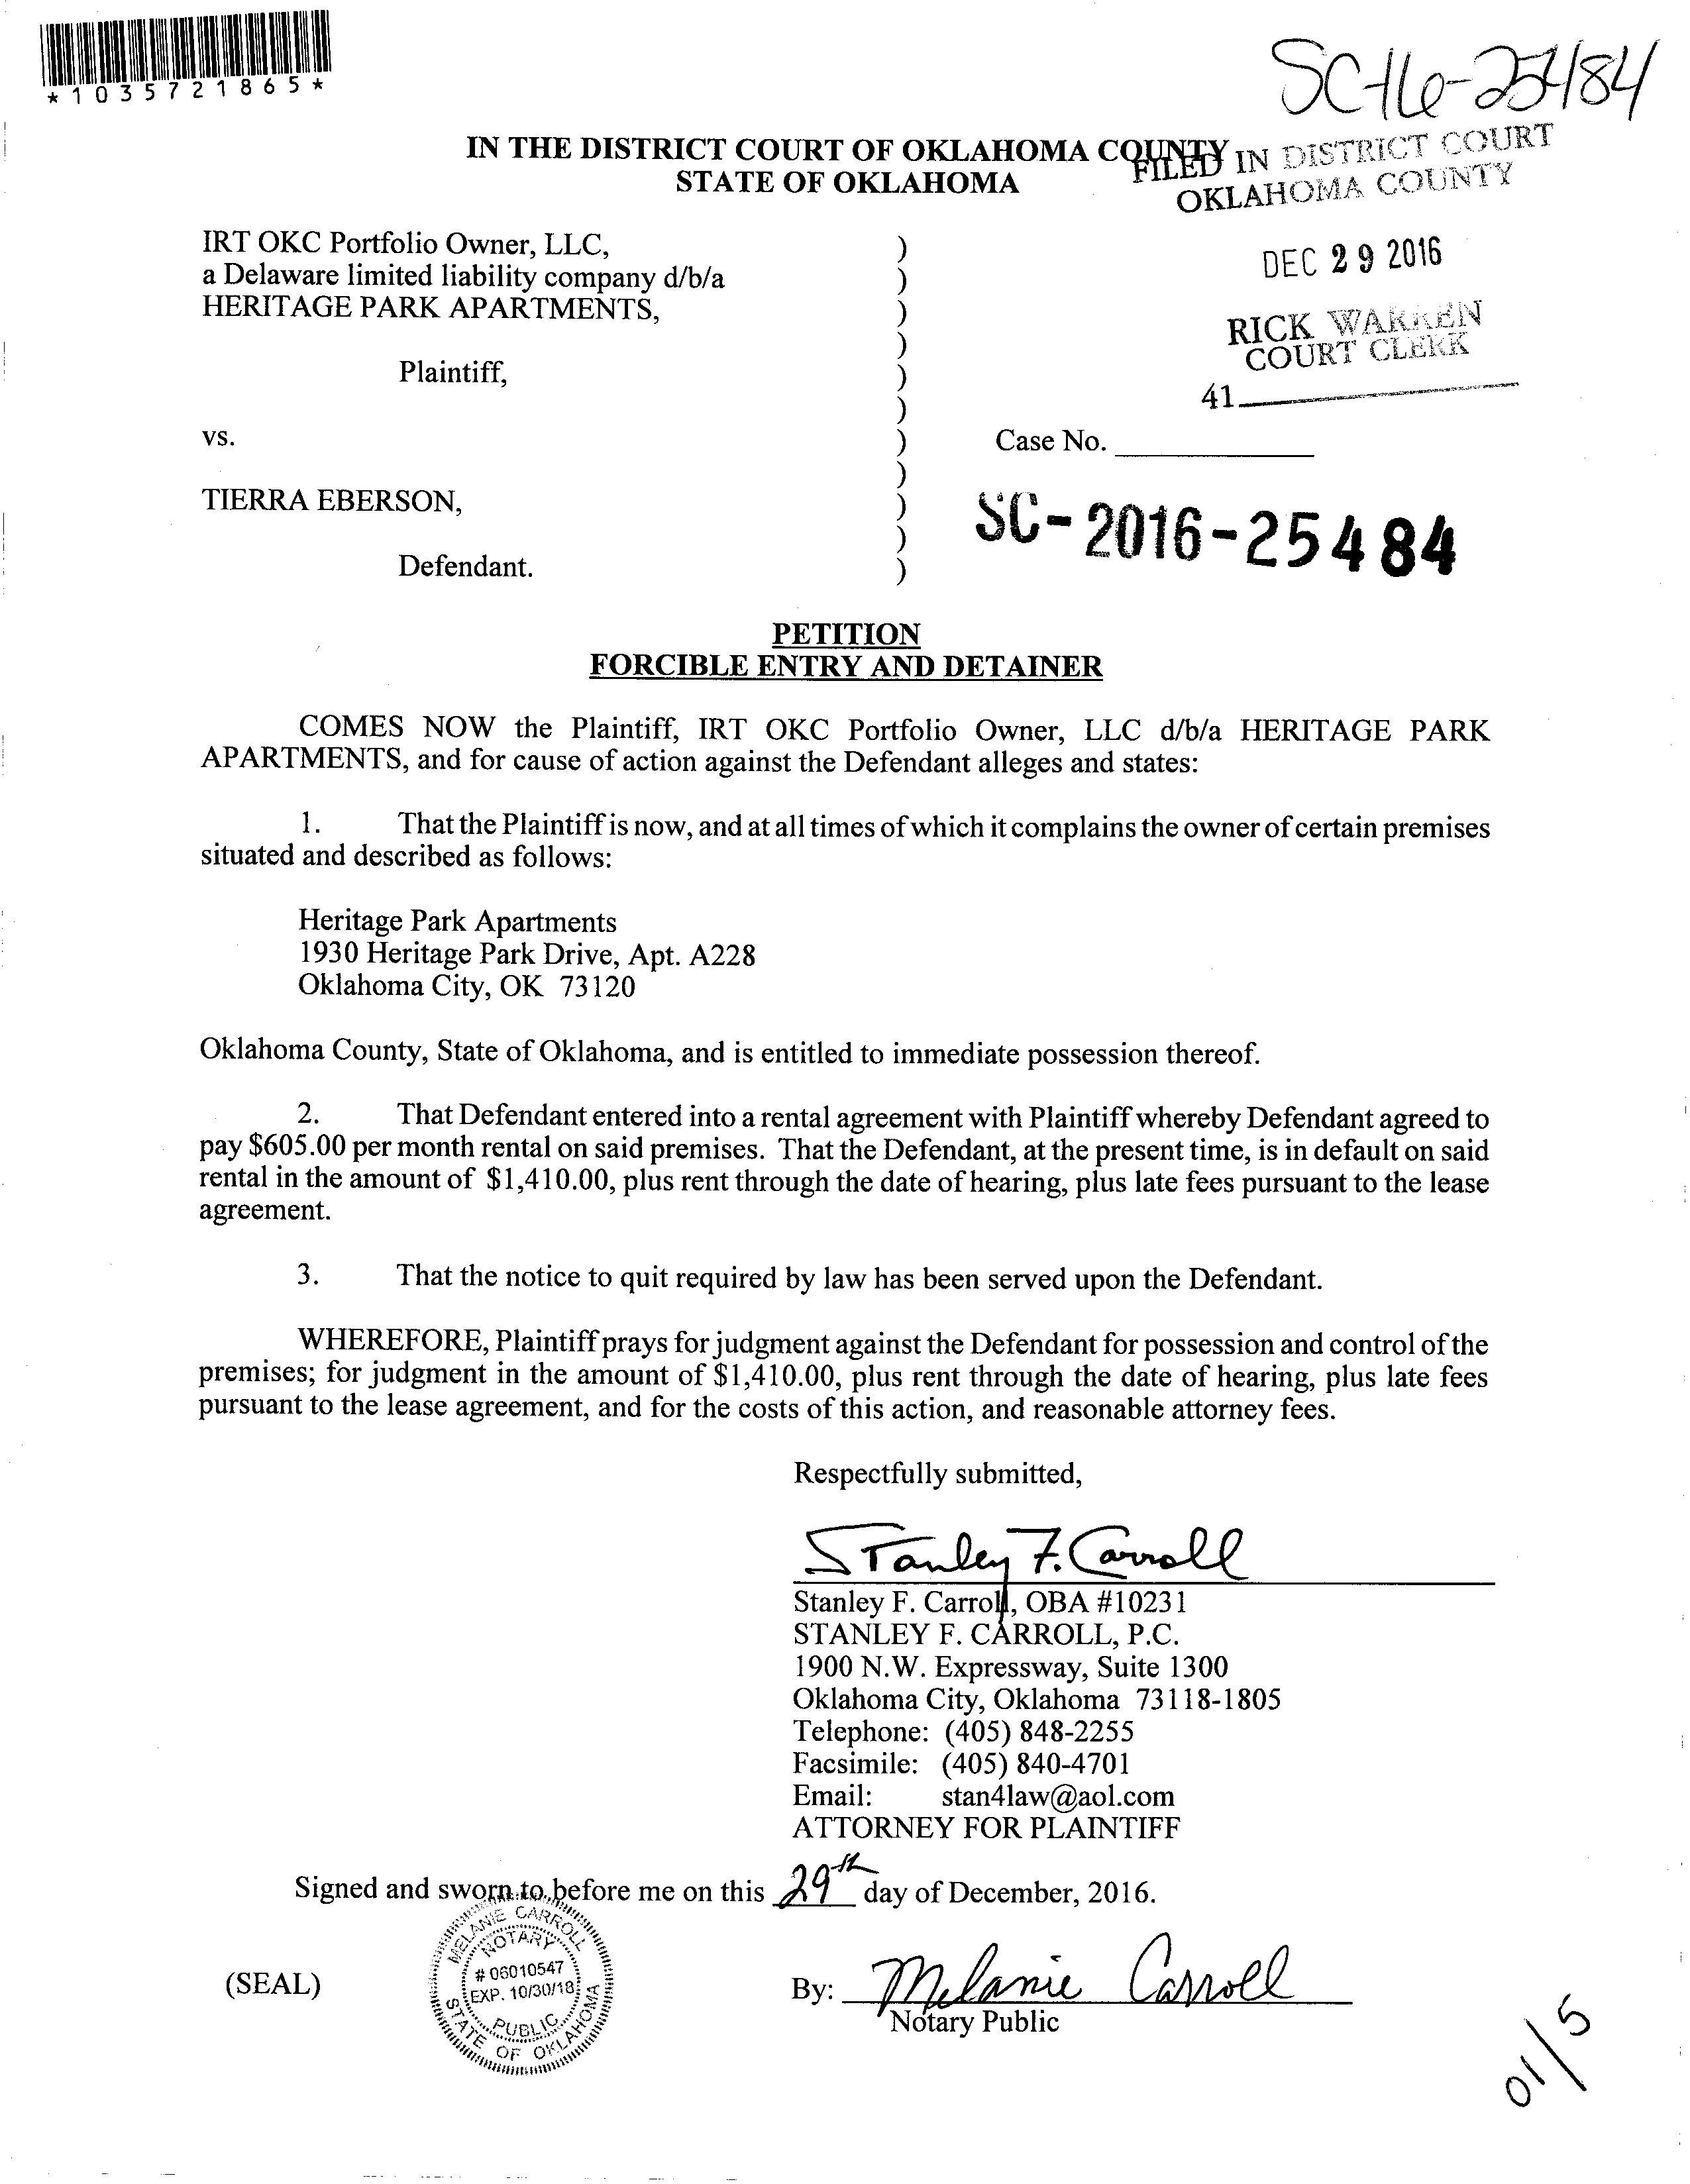 *1035721865*
SC-16-25484
IN THE DISTRICT COURT OF OKLAHOMA COUNTY
STATE OF OKLAHOMA
FILED IN DISTRICT COURT
OKLAHOMA COUNTY
DEC 29 2016
RICK WARREN
COURT CLERK
41
IRT OKC Portfolio Owner, LLC, )
a Delaware limited liability company d/b/a )
HERITAGE PARK APARTMENTS, )
)
Plaintiff, )
)
vs. ) Case No.
)
TIERRA EBERSON, )
)
Defendant. )
SC-2016-25484
PETITION
FORCIBLE ENTRY AND DETAINER
COMES NOW the Plaintiff, IRT OKC Portfolio Owner, LLC d/b/a HERITAGE PARK
APARTMENTS, and for cause of action against the Defendant alleges and states:
1. That the Plaintiff is now, and at all times of which it complains the owner of certain premises
situated and described as follows:
Heritage Park Apartments
1930 Heritage Park Drive, Apt. A228
Oklahoma City, OK 73120
Oklahoma County, State of Oklahoma, and is entitled to immediate possession thereof.
2. That Defendant entered into a rental agreement with Plaintiff whereby Defendant agreed to
pay $605.00 per month rental on said premises. That the Defendant, at the present time, is in default on said
rental in the amount of $1,410.00, plus rent through the date of hearing, plus late fees pursuant to the lease
agreement.
3. That the notice to quit required by law has been served upon the Defendant.
WHEREFORE, Plaintiff prays for judgment against the Defendant for possession and control of the
premises; for judgment in the amount of $1,410.00, plus rent through the date of hearing, plus late fees
pursuant to the lease agreement, and for the costs of this action, and reasonable attorney fees.
Respectfully submitted,
Stanley F. Carroll
Stanley F. Carroll, OBA #10231
STANLEY F. CARROLL, P.C.
1900 N.W. Expressway, Suite 1300
Oklahoma City, Oklahoma 73118-1805
Telephone: (405) 848-2255
Facsimile: (405) 840-4701
Email: stan4law@aol.com
ATTORNEY FOR PLAINTIFF
Signed and sworn to before me on this 29th day of December, 2016.
MELANIE CARROLL
NOTARY
# 06010547
EXP. 10/30/18
PUBLIC
STATE OF OKLAHOMA
(SEAL)
By: Melanie Carroll
Notary Public
01/5